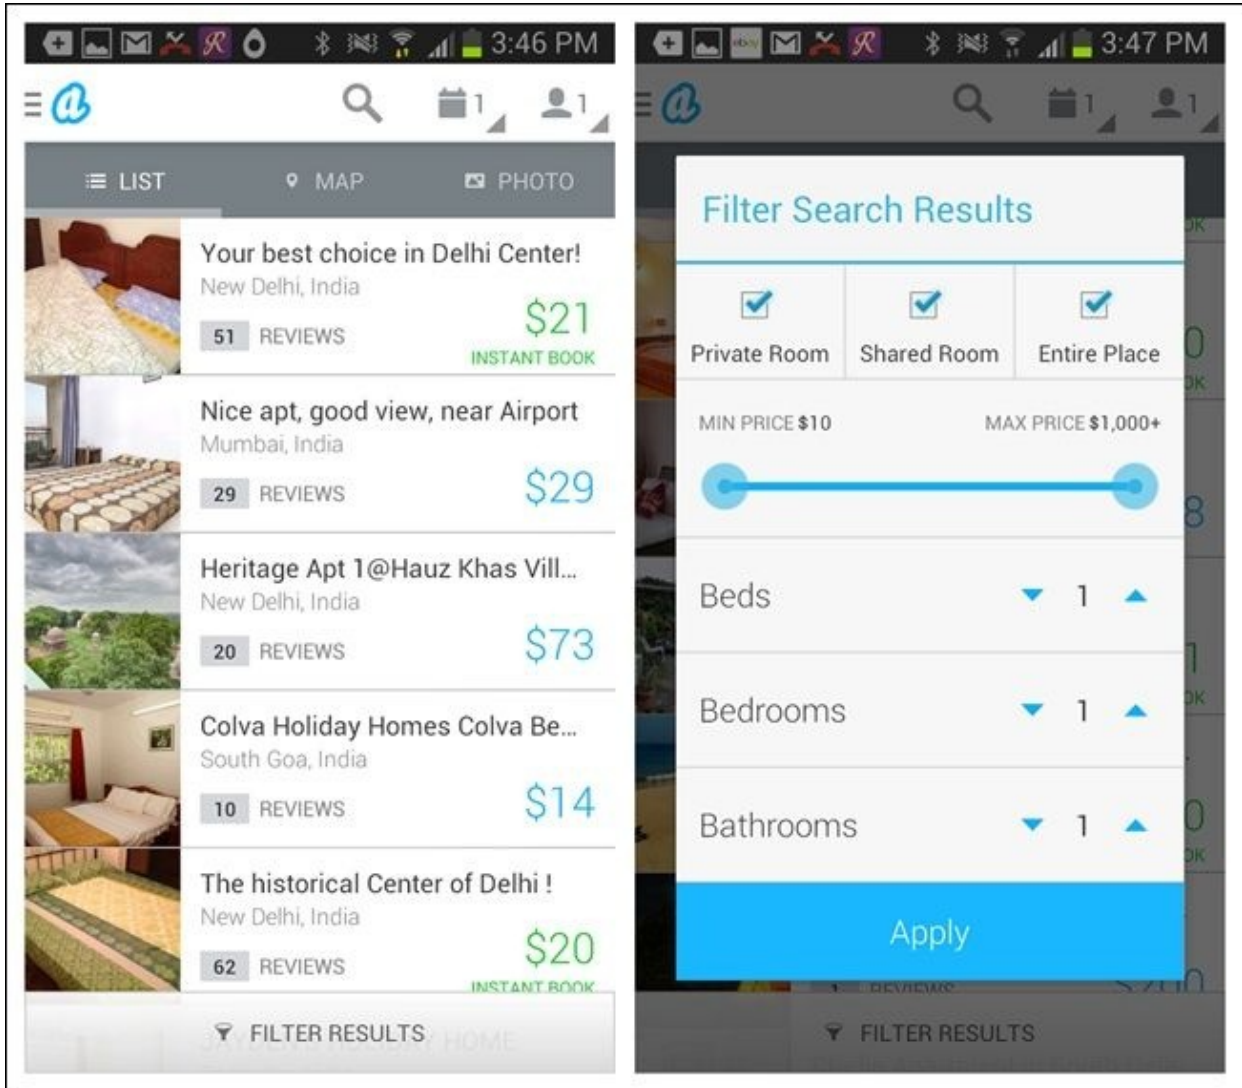 3:46 PM
1
1
LIST
MAP
PHOTO
Your best choice in Delhi Center!
New Delhi, India
51 REVIEWS
$21
INSTANT BOOK
Nice apt, good view, near Airport
Mumbai, India
29 REVIEWS
$29
Heritage Apt 1@Hauz Khas Vill...
New Delhi, India
20 REVIEWS
$73
Colva Holiday Homes Colva Be...
South Goa, India
10 REVIEWS
$14
The historical Center of Delhi !
New Delhi, India
62 REVIEWS
$20
INSTANT BOOK
FILTER RESULTS
ebay
3:47 PM
1
1
Filter Search Results
Private Room
Shared Room
Entire Place
MIN PRICE $10
MAX PRICE $1,000+
Beds 1
Bedrooms 1
Bathrooms 1
Apply
1 REVIEWS
$200
FILTER RESULTS